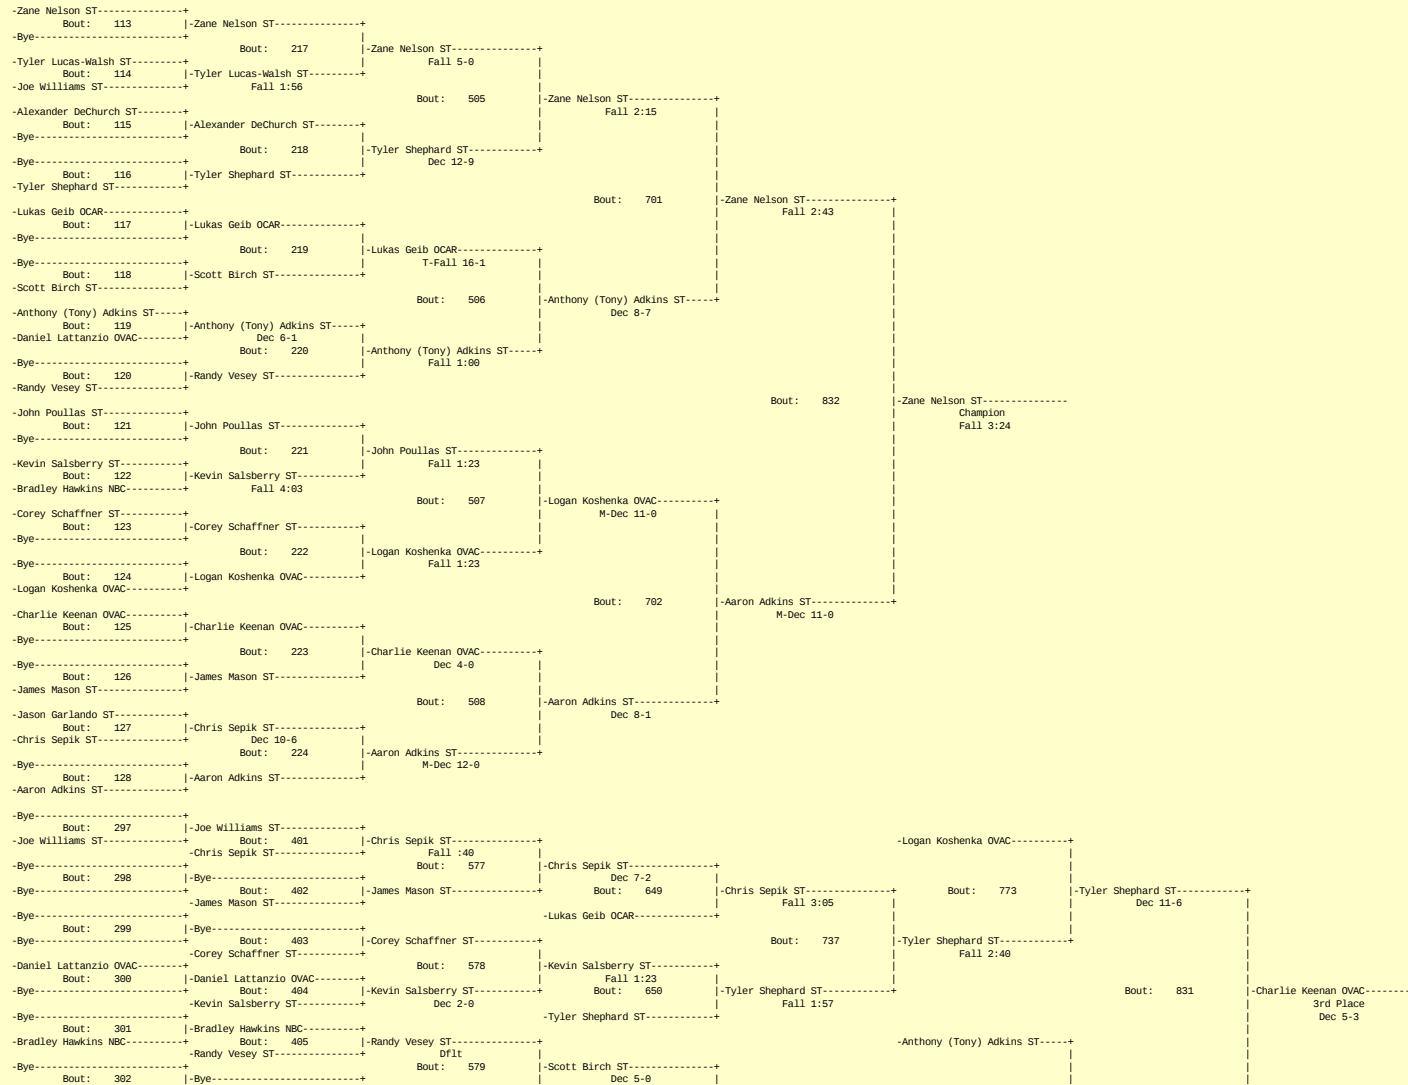 -Zane Nelson ST---------------+
Bout: 113 |-Zane Nelson ST---------------+
-Bye--------------------------+ |
Bout: 217 |-Zane Nelson ST---------------+
-Tyler Lucas-Walsh ST---------+ | Fall 5-0 |
Bout: 114 |-Tyler Lucas-Walsh ST---------+ |
-Joe Williams ST--------------+ Fall 1:56 |
Bout: 505 |-Zane Nelson ST---------------+
-Alexander DeChurch ST--------+ | Fall 2:15 |
Bout: 115 |-Alexander DeChurch ST--------+ | |
-Bye--------------------------+ | | |
Bout: 218 |-Tyler Shephard ST------------+ |
-Bye--------------------------+ | Dec 12-9 |
Bout: 116 |-Tyler Shephard ST------------+ |
-Tyler Shephard ST------------+ |
Bout: 701 |-Zane Nelson ST---------------+
-Lukas Geib OCAR--------------+ | Fall 2:43 |
Bout: 117 |-Lukas Geib OCAR--------------+ | |
-Bye--------------------------+ | | |
Bout: 219 |-Lukas Geib OCAR--------------+ | |
-Bye--------------------------+ | T-Fall 16-1 | | |
Bout: 118 |-Scott Birch ST---------------+ | | |
-Scott Birch ST---------------+ | | |
Bout: 506 |-Anthony (Tony) Adkins ST-----+ |
-Anthony (Tony) Adkins ST-----+ | Dec 8-7 |
Bout: 119 |-Anthony (Tony) Adkins ST-----+ | |
-Daniel Lattanzio OVAC--------+ Dec 6-1 | | |
Bout: 220 |-Anthony (Tony) Adkins ST-----+ |
-Bye--------------------------+ | Fall 1:00 |
Bout: 120 |-Randy Vesey ST---------------+ |
-Randy Vesey ST---------------+ |
Bout: 832 |-Zane Nelson ST---------------
-John Poullas ST--------------+ | Champion
Bout: 121 |-John Poullas ST--------------+ | Fall 3:24
-Bye--------------------------+ | |
Bout: 221 |-John Poullas ST--------------+ |
-Kevin Salsberry ST-----------+ | Fall 1:23 | |
Bout: 122 |-Kevin Salsberry ST-----------+ | |
-Bradley Hawkins NBC----------+ Fall 4:03 | |
Bout: 507 |-Logan Koshenka OVAC----------+ |
-Corey Schaffner ST-----------+ | M-Dec 11-0 | |
Bout: 123 |-Corey Schaffner ST-----------+ | | |
-Bye--------------------------+ | | | |
Bout: 222 |-Logan Koshenka OVAC----------+ | |
-Bye--------------------------+ | Fall 1:23 | |
Bout: 124 |-Logan Koshenka OVAC----------+ | |
-Logan Koshenka OVAC----------+ | |
Bout: 702 |-Aaron Adkins ST--------------+
-Charlie Keenan OVAC----------+ | M-Dec 11-0
Bout: 125 |-Charlie Keenan OVAC----------+ |
-Bye--------------------------+ | |
Bout: 223 |-Charlie Keenan OVAC----------+ |
-Bye--------------------------+ | Dec 4-0 | |
Bout: 126 |-James Mason ST---------------+ | |
-James Mason ST---------------+ | |
Bout: 508 |-Aaron Adkins ST--------------+
-Jason Garlando ST------------+ | Dec 8-1
Bout: 127 |-Chris Sepik ST---------------+ |
-Chris Sepik ST---------------+ Dec 10-6 | |
Bout: 224 |-Aaron Adkins ST--------------+
-Bye--------------------------+ | M-Dec 12-0
Bout: 128 |-Aaron Adkins ST--------------+
-Aaron Adkins ST--------------+
-Bye--------------------------+
Bout: 297 |-Joe Williams ST--------------+
-Joe Williams ST--------------+ Bout: 401 |-Chris Sepik ST---------------+ -Logan Koshenka OVAC----------+
-Chris Sepik ST---------------+ Fall :40 | |
-Bye--------------------------+ Bout: 577 |-Chris Sepik ST---------------+ |
Bout: 298 |-Bye--------------------------+ | Dec 7-2 | |
-Bye--------------------------+ Bout: 402 |-James Mason ST---------------+ Bout: 649 |-Chris Sepik ST---------------+ Bout: 773 |-Tyler Shephard ST------------+
-James Mason ST---------------+ | Fall 3:05 | | Dec 11-6 |
-Bye--------------------------+ -Lukas Geib OCAR--------------+ | | |
Bout: 299 |-Bye--------------------------+ | | |
-Bye--------------------------+ Bout: 403 |-Corey Schaffner ST-----------+ Bout: 737 |-Tyler Shephard ST------------+ |
-Corey Schaffner ST-----------+ | | Fall 2:40 |
-Daniel Lattanzio OVAC--------+ Bout: 578 |-Kevin Salsberry ST-----------+ | |
Bout: 300 |-Daniel Lattanzio OVAC--------+ | Fall 1:23 | | |
-Bye--------------------------+ Bout: 404 |-Kevin Salsberry ST-----------+ Bout: 650 |-Tyler Shephard ST------------+ Bout: 831 |-Charlie Keenan OVAC--------
-Kevin Salsberry ST-----------+ Dec 2-0 | Fall 1:57 | 3rd Place
-Bye--------------------------+ -Tyler Shephard ST------------+ | Dec 5-3
Bout: 301 |-Bradley Hawkins NBC----------+ |
-Bradley Hawkins NBC----------+ Bout: 405 |-Randy Vesey ST---------------+ -Anthony (Tony) Adkins ST-----+ |
-Randy Vesey ST---------------+ Dflt | | |
-Bye--------------------------+ Bout: 579 |-Scott Birch ST---------------+ | |
Bout: 302 |-Bye--------------------------+ | Dec 5-0 | | |